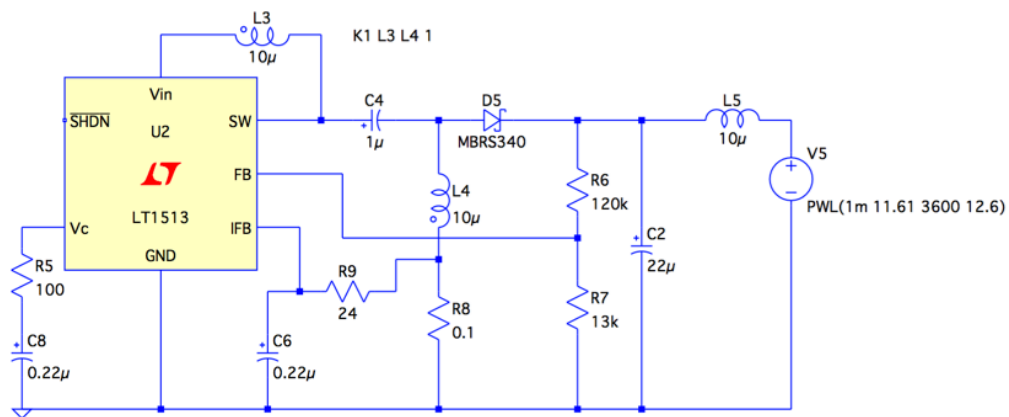 L3
10µ
K1 L3 L4 1
Vin
SHDN
U2
SW
FB
LT1513
Vc
IFB
GND
C4
1µ
D5
MBRS340
L5
10µ
V5
PWL(1m 11.61 3600 12.6)
L4
10µ
R6
120k
C2
22µ
R5
100
R9
24
R8
0.1
R7
13k
C8
0.22µ
C6
0.22µ